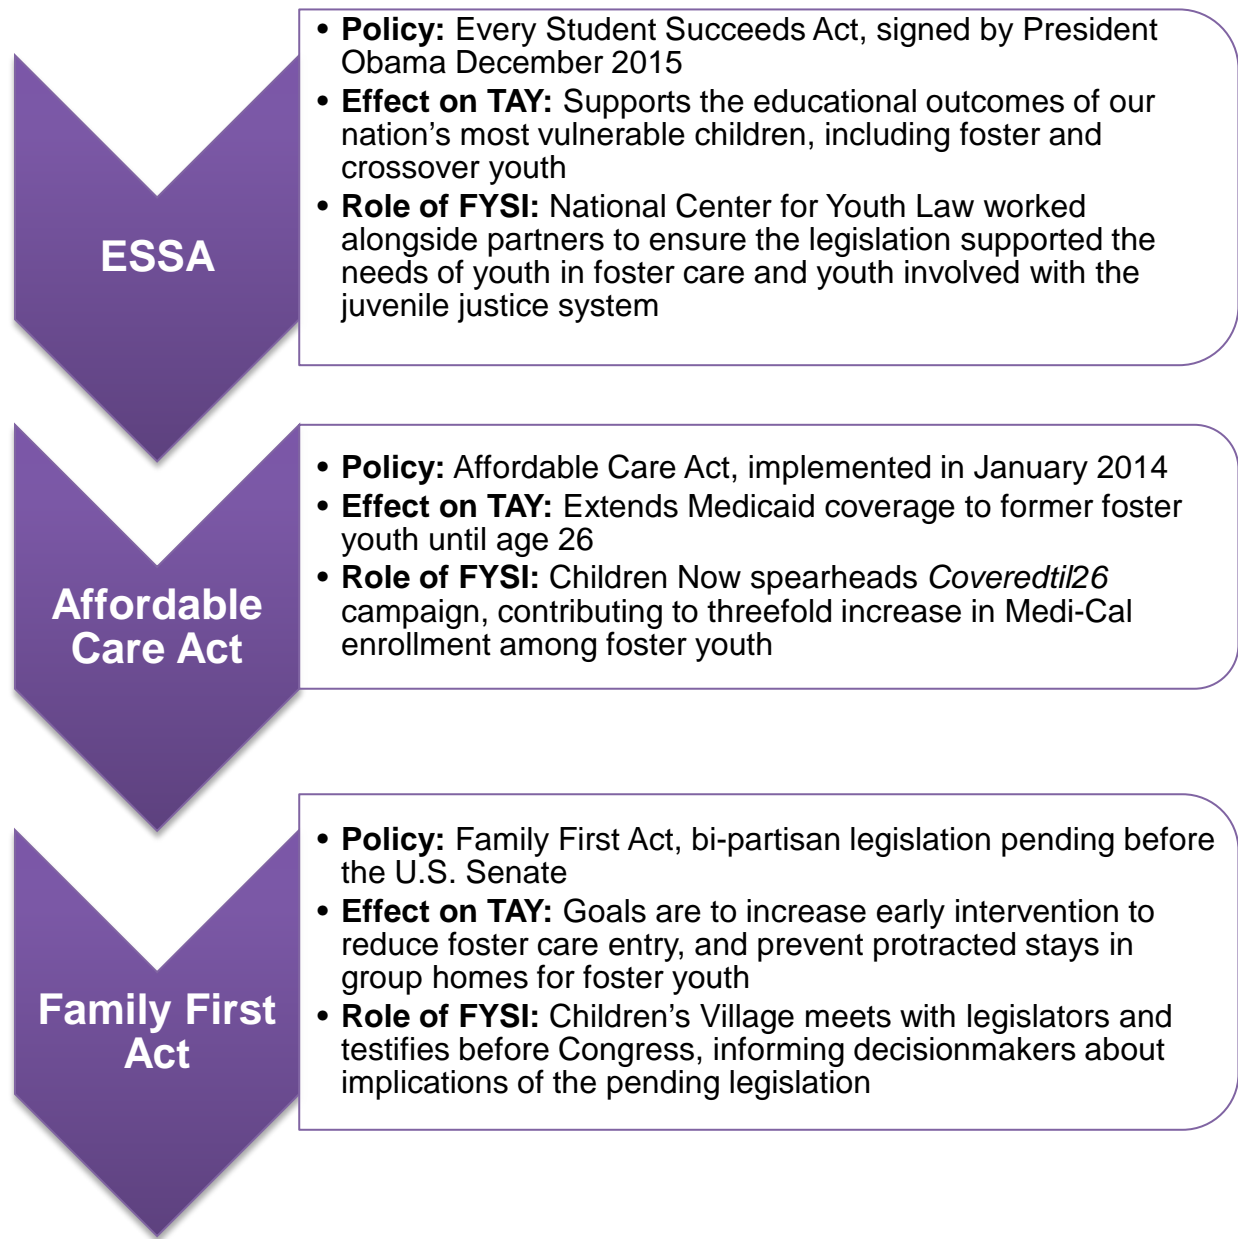 ESSA
• Policy: Every Student Succeeds Act, signed by President
Obama December 2015
• Effect on TAY: Supports the educational outcomes of our
nation’s most vulnerable children, including foster and
crossover youth
• Role of FYSI: National Center for Youth Law worked
alongside partners to ensure the legislation supported the
needs of youth in foster care and youth involved with the
juvenile justice system
Affordable
Care Act
• Policy: Affordable Care Act, implemented in January 2014
• Effect on TAY: Extends Medicaid coverage to former foster
youth until age 26
• Role of FYSI: Children Now spearheads Coveredtil26
campaign, contributing to threefold increase in Medi-Cal
enrollment among foster youth
Family First
Act
• Policy: Family First Act, bi-partisan legislation pending before
the U.S. Senate
• Effect on TAY: Goals are to increase early intervention to
reduce foster care entry, and prevent protracted stays in
group homes for foster youth
• Role of FYSI: Children’s Village meets with legislators and
testifies before Congress, informing decisionmakers about
implications of the pending legislation